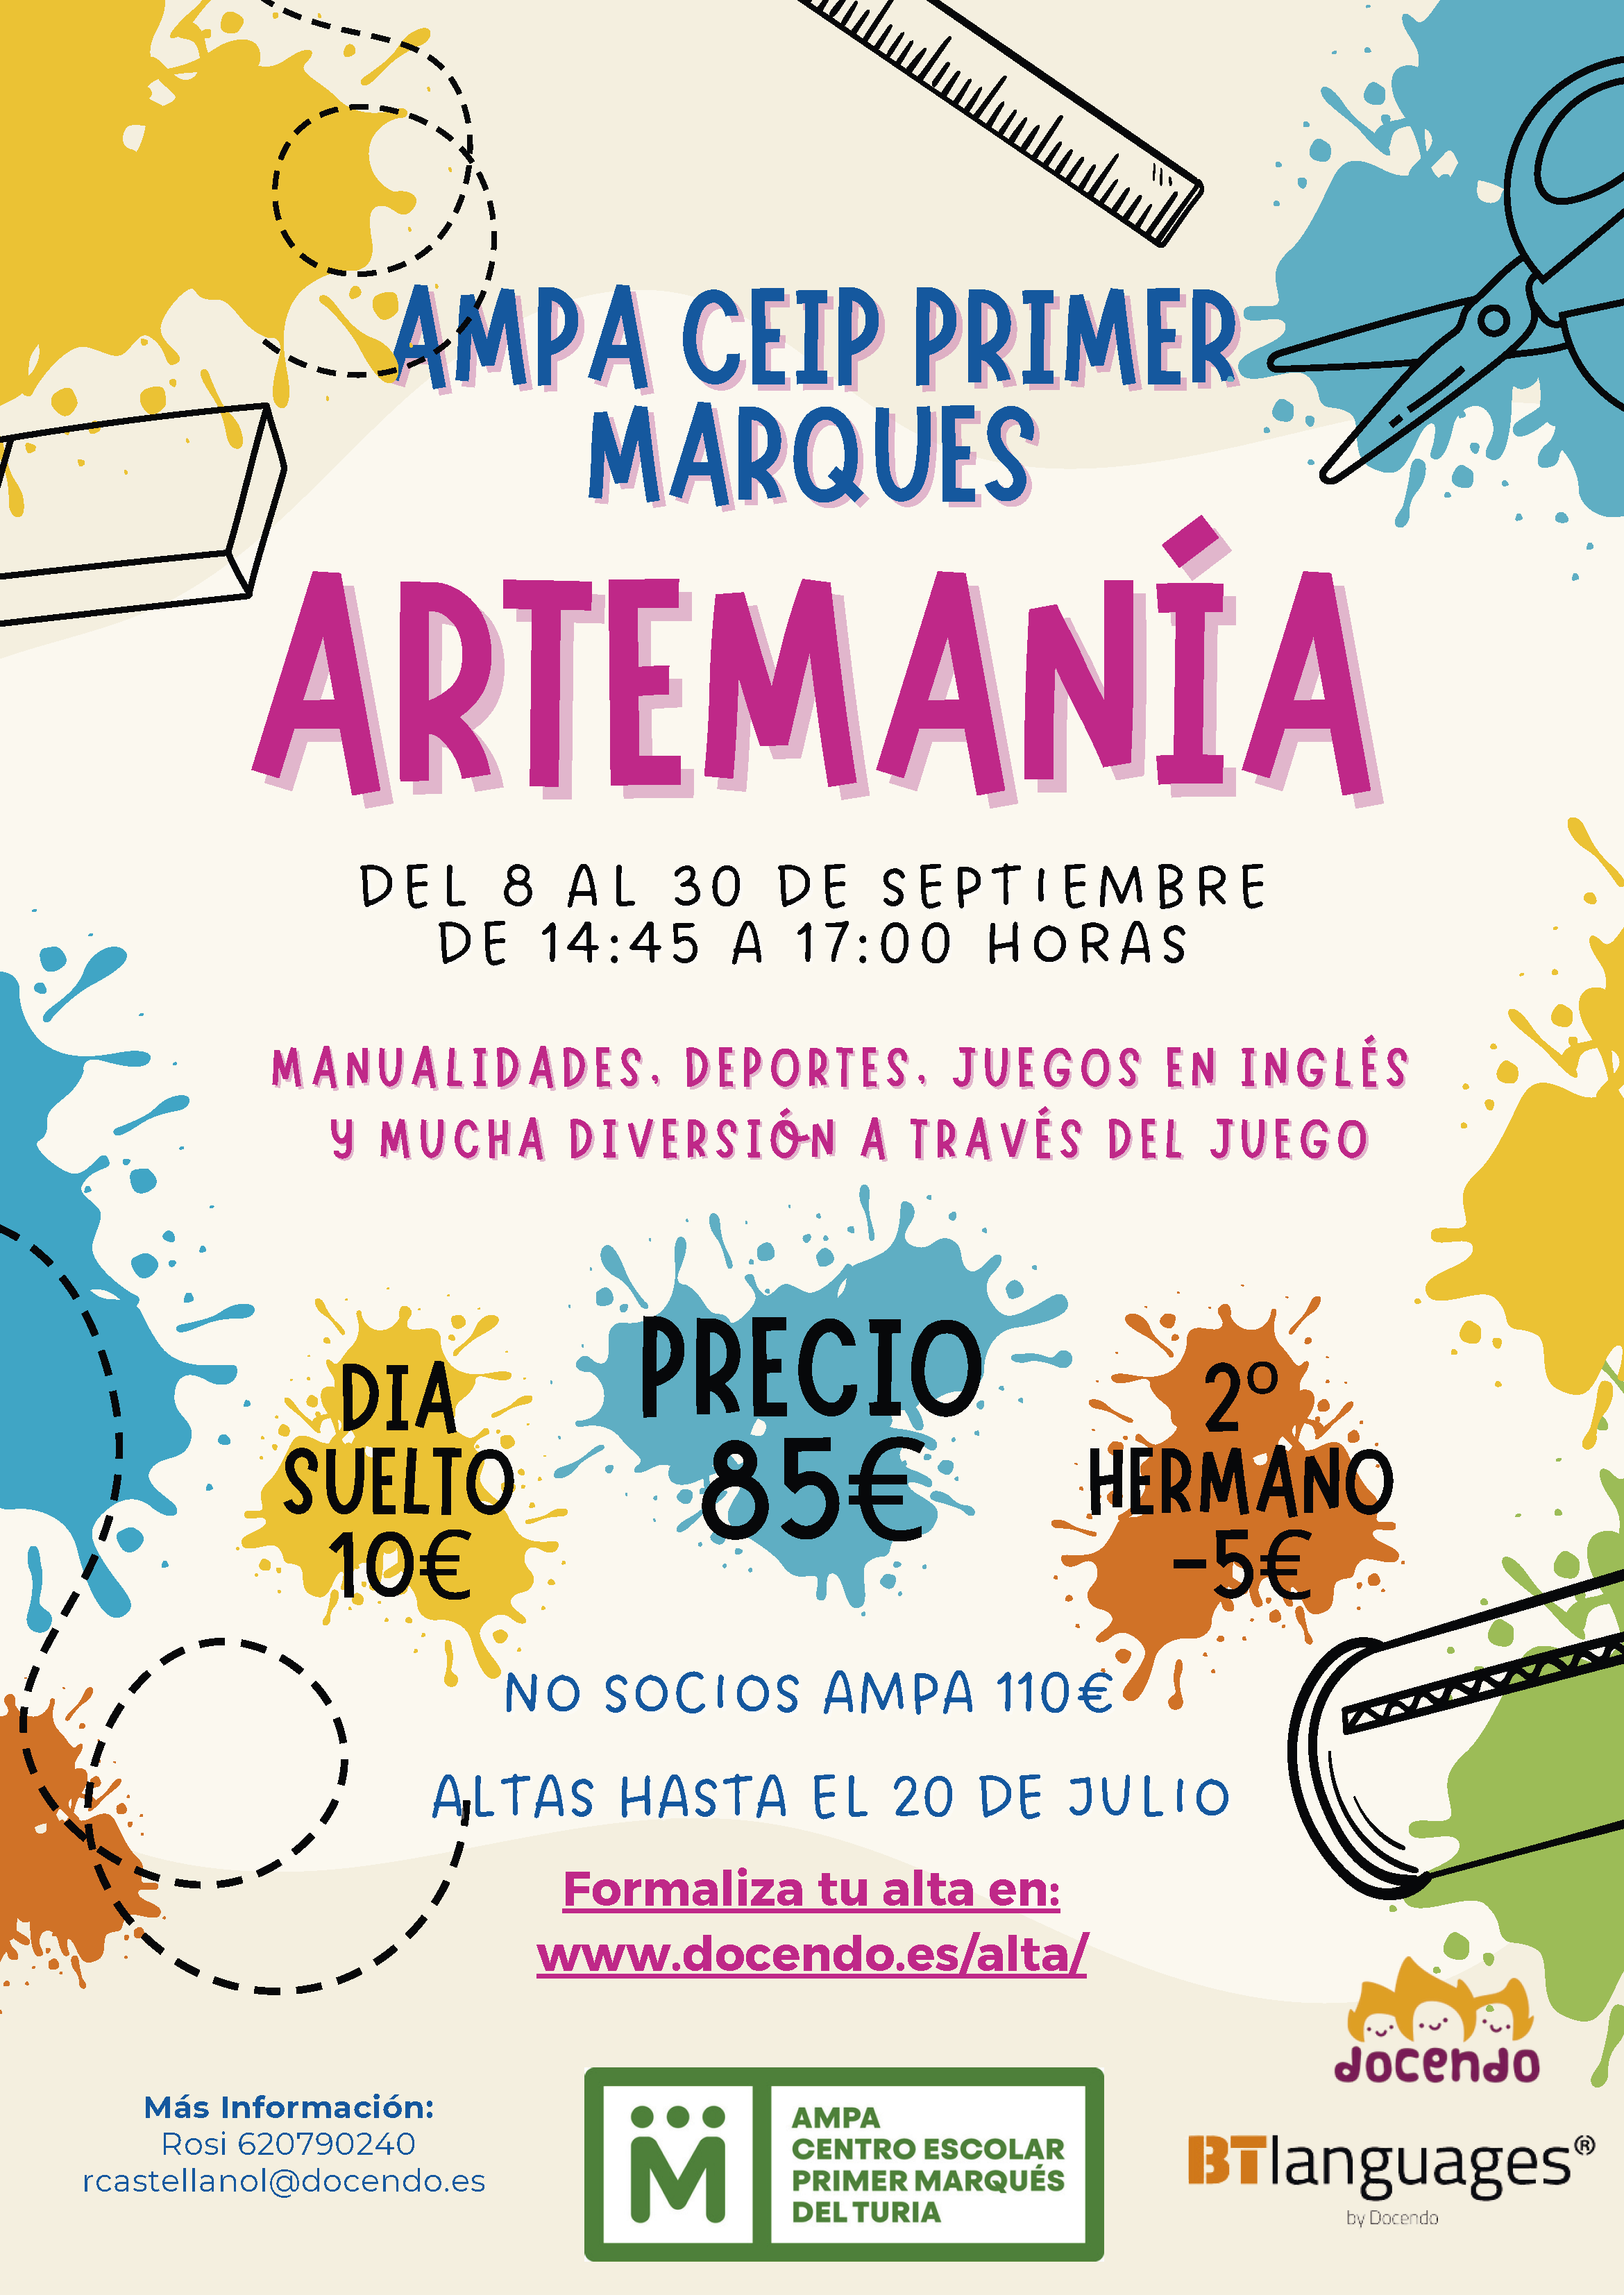 AMPA CEIP PRIMER
MARQUES
ARTEMANÍA
DEL 8 AL 30 DE SEPTIEMBRE
DE 14:45 A 17:00 HORAS
MANUALIDADES, DEPORTES, JUEGOS EN INGLÉS
Y MUCHA DIVERSIÓN A TRAVÉS DEL JUEGO
DIA
SUELTO
10€
PRECIO
85€
2º
HERMANO
-5€
NO SOCIOS AMPA 110€
ALTAS HASTA EL 20 DE JULIO
Formaliza tu alta en:
www.docendo.es/alta/
Más Información:
Rosi 620790240
rcastellanol@docendo.es
M
AMPA
CENTRO ESCOLAR
PRIMER MARQUÉS
DEL TURIA
docendo
BTlanguages®
by Docendo